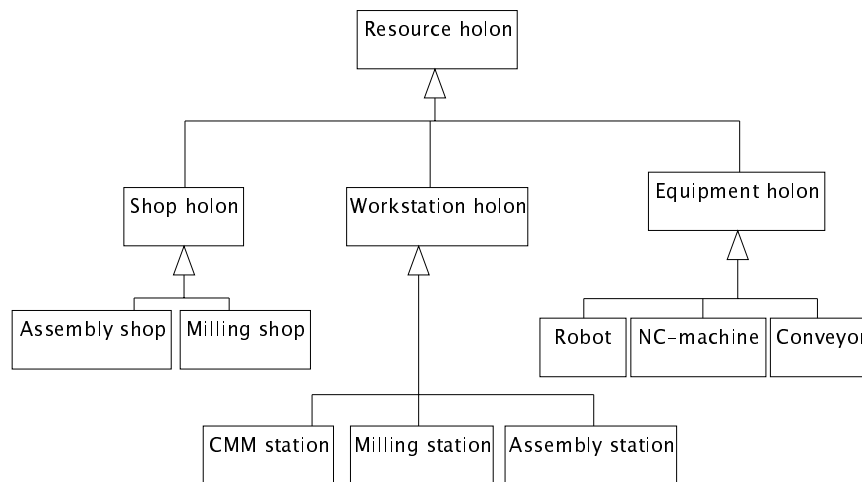 Resource holon
Shop holon
Workstation holon
Equipment holon
Assembly shop
Milling shop
Robot
NC-machine
Conveyor
CMM station
Milling station
Assembly station